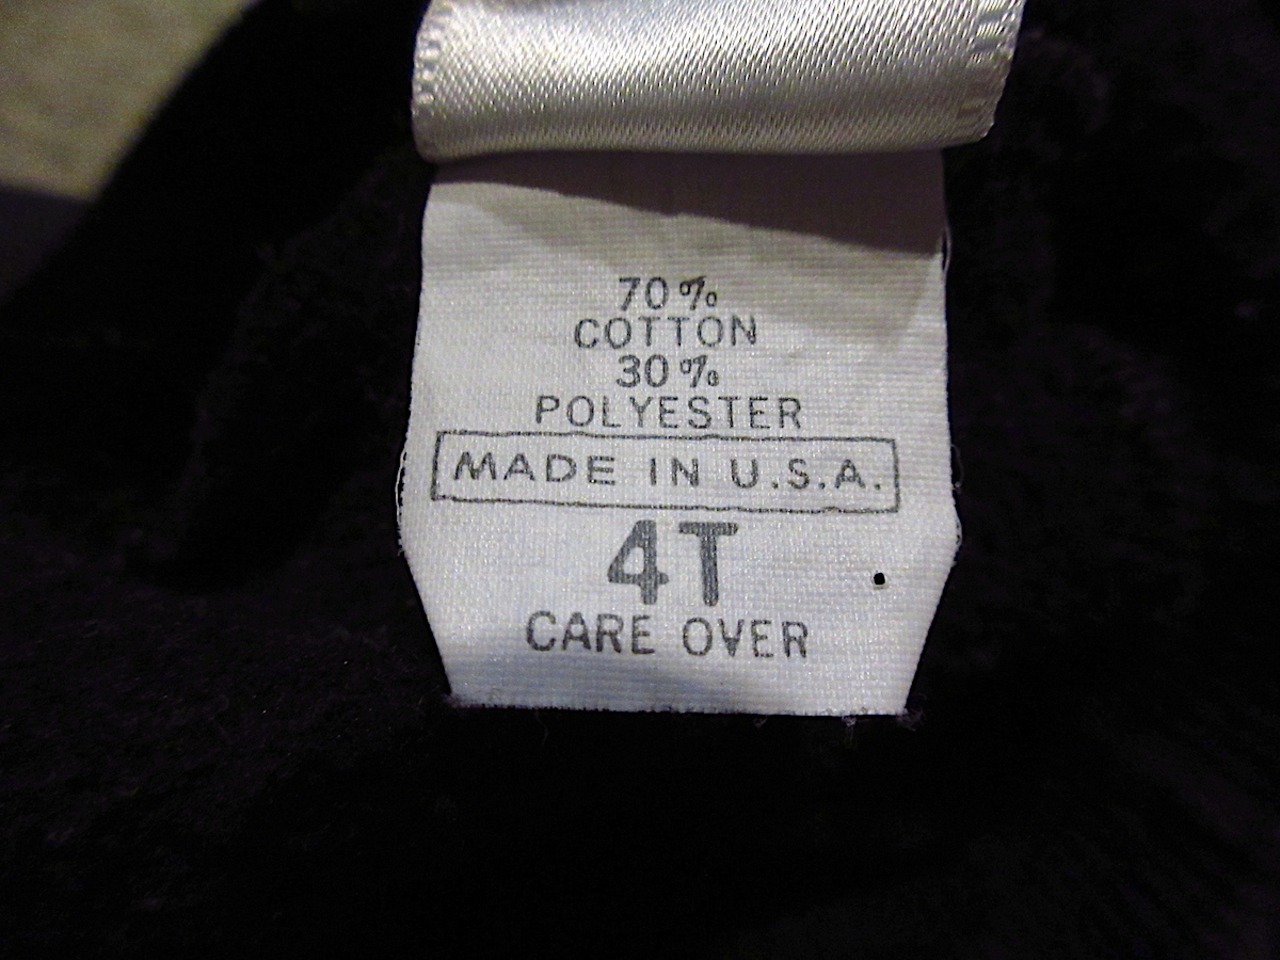 70%
COTTON
30%
POLYESTER
MADE IN U.S.A.
4T
CARE OVER